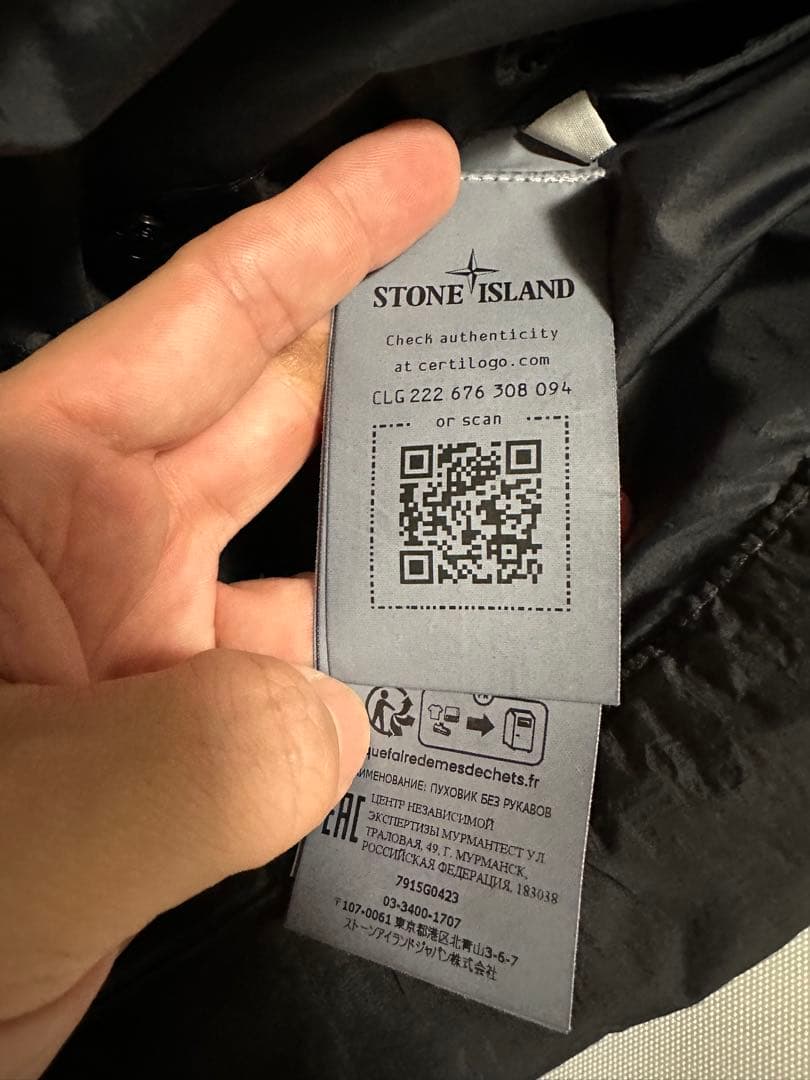 STONE ISLAND
Check authenticity
at certilogo.com
CLG 222 676 308 094
or scan
FR
quefairedemesdechets.fr
ИМЕНОВАНИЕ: ПУХОВИК БЕЗ РУКАВОВ
EAC
ЦЕНТР НЕЗАВИСИМОЙ
ЭКСПЕРТИЗЫ МУРМАНТЕСТ УЛ.
ТРАЛОВАЯ, 49, Г. МУРМАНСК,
РОССИЙСКАЯ ФЕДЕРАЦИЯ, 183038
7915G0423
03-3400-1707
〒107-0061 東京都港区北青山3-6-7
ストーンアイランドジャパン株式会社